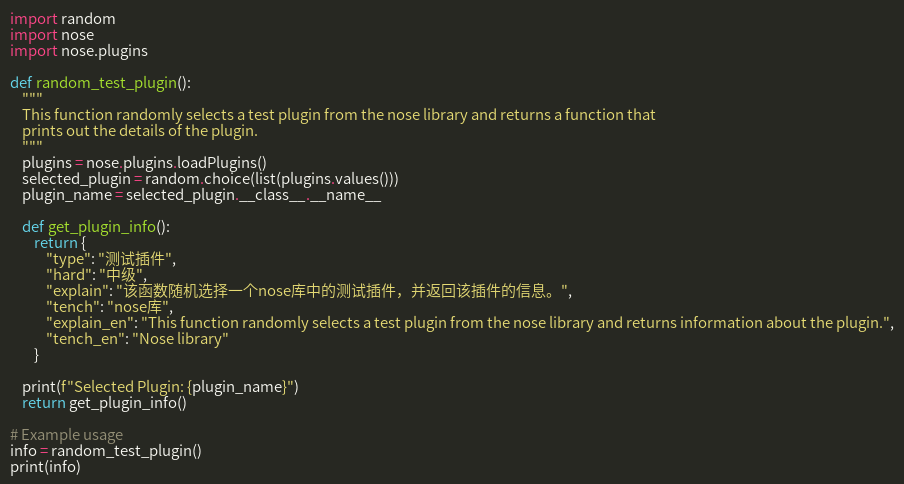 import random
import nose
import nose.plugins

def random_test_plugin():
    """
    This function randomly selects a test plugin from the nose library and returns a function that
    prints out the details of the plugin.
    """
    plugins = nose.plugins.loadPlugins()
    selected_plugin = random.choice(list(plugins.values()))
    plugin_name = selected_plugin.__class__.__name__

    def get_plugin_info():
        return {
            "type": "测试插件",
            "hard": "中级",
            "explain": "该函数随机选择一个nose库中的测试插件，并返回该插件的信息。",
            "tench": "nose库",
            "explain_en": "This function randomly selects a test plugin from the nose library and returns information about the plugin.",
            "tench_en": "Nose library"
        }

    print(f"Selected Plugin: {plugin_name}")
    return get_plugin_info()

# Example usage
info = random_test_plugin()
print(info)